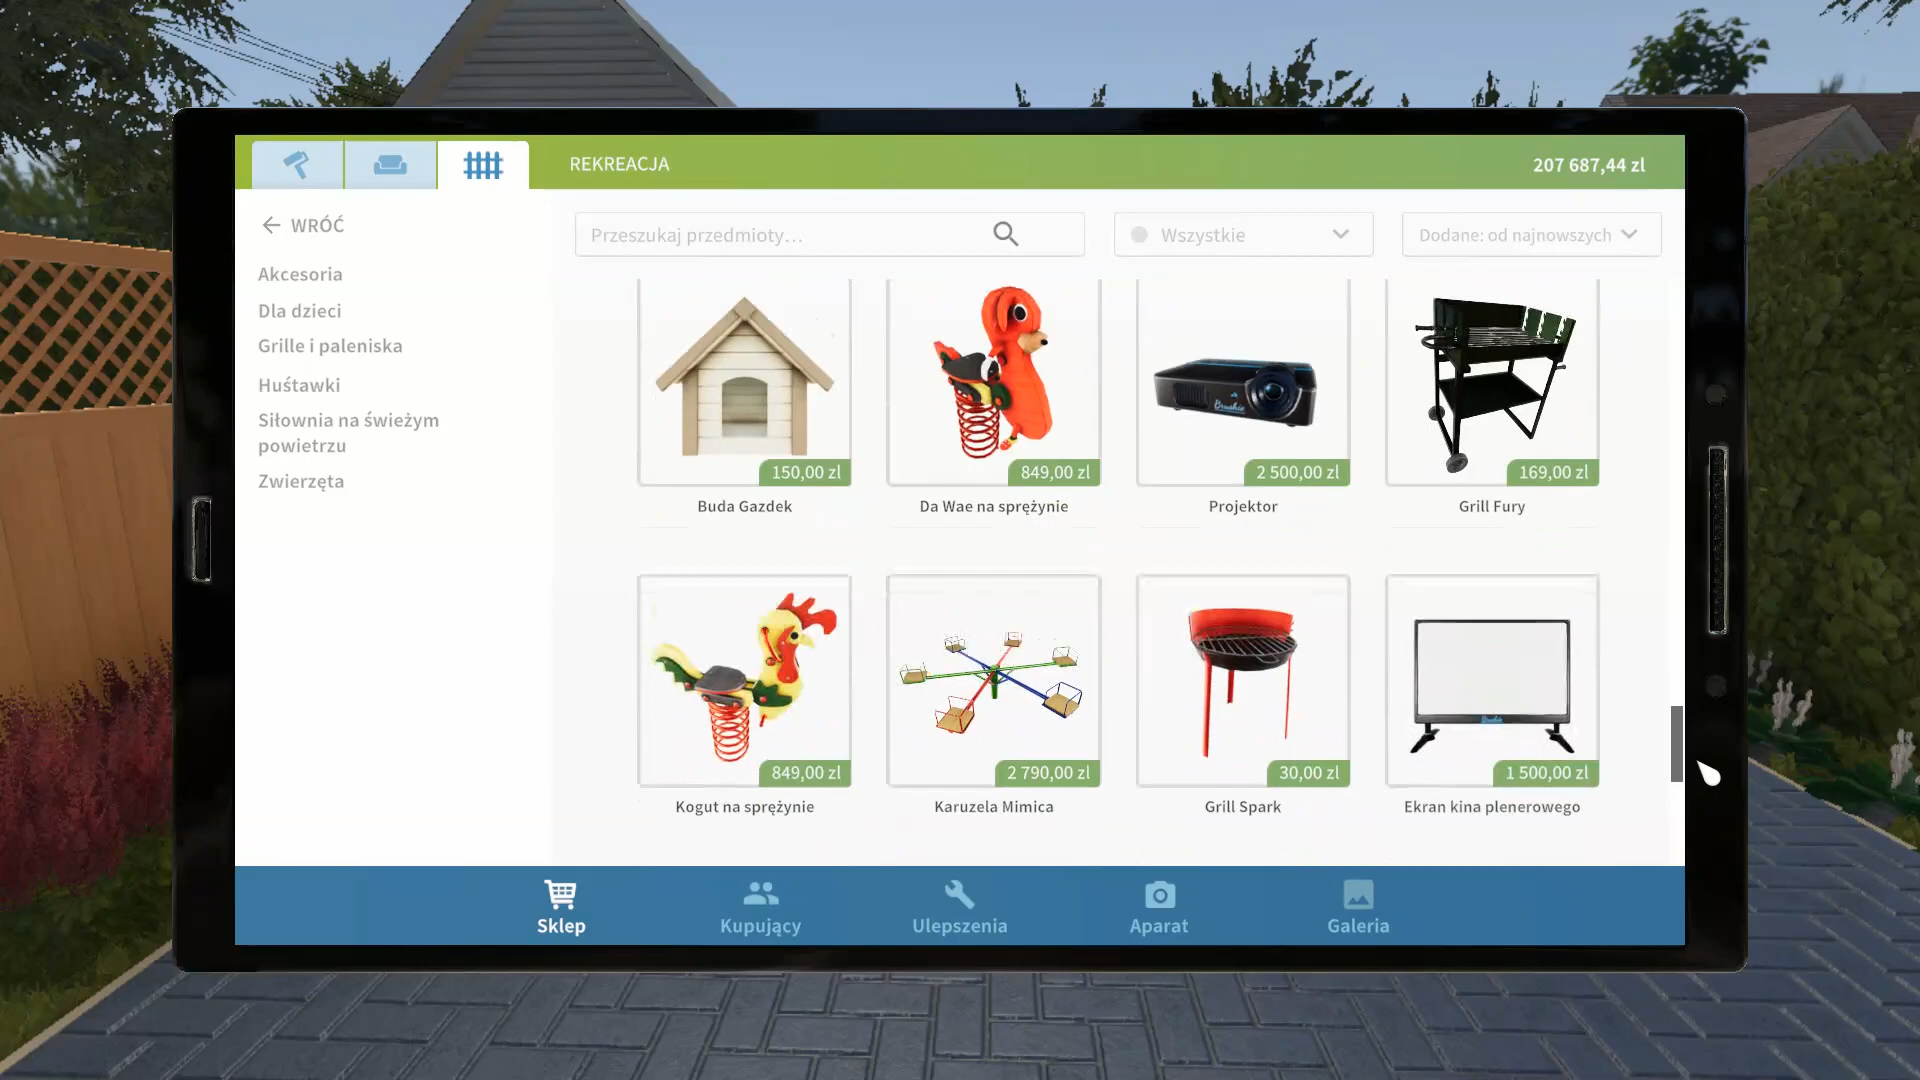 REKREACJA
207 687,44 zl
WRÓĆ
Akcesoria
Dla dzieci
Grille i paleniska
Huśtawki
Siłownia na świeżym
powietrzu
Zwierzęta
Przeszukaj przedmioty...
Wszystkie
Dodane: od najnowszych
150,00 zl
849,00 zl
2 500,00 zl
169,00 zl
Buda Gazdek
Da Wae na sprężynie
Projektor
Grill Fury
Brushie
849,00 zl
2 790,00 zl
30,00 zl
1 500,00 zl
Kogut na sprężynie
Karuzela Mimica
Grill Spark
Ekran kina plenerowego
Brushie
Sklep
Kupujący
Ulepszenia
Aparat
Galeria